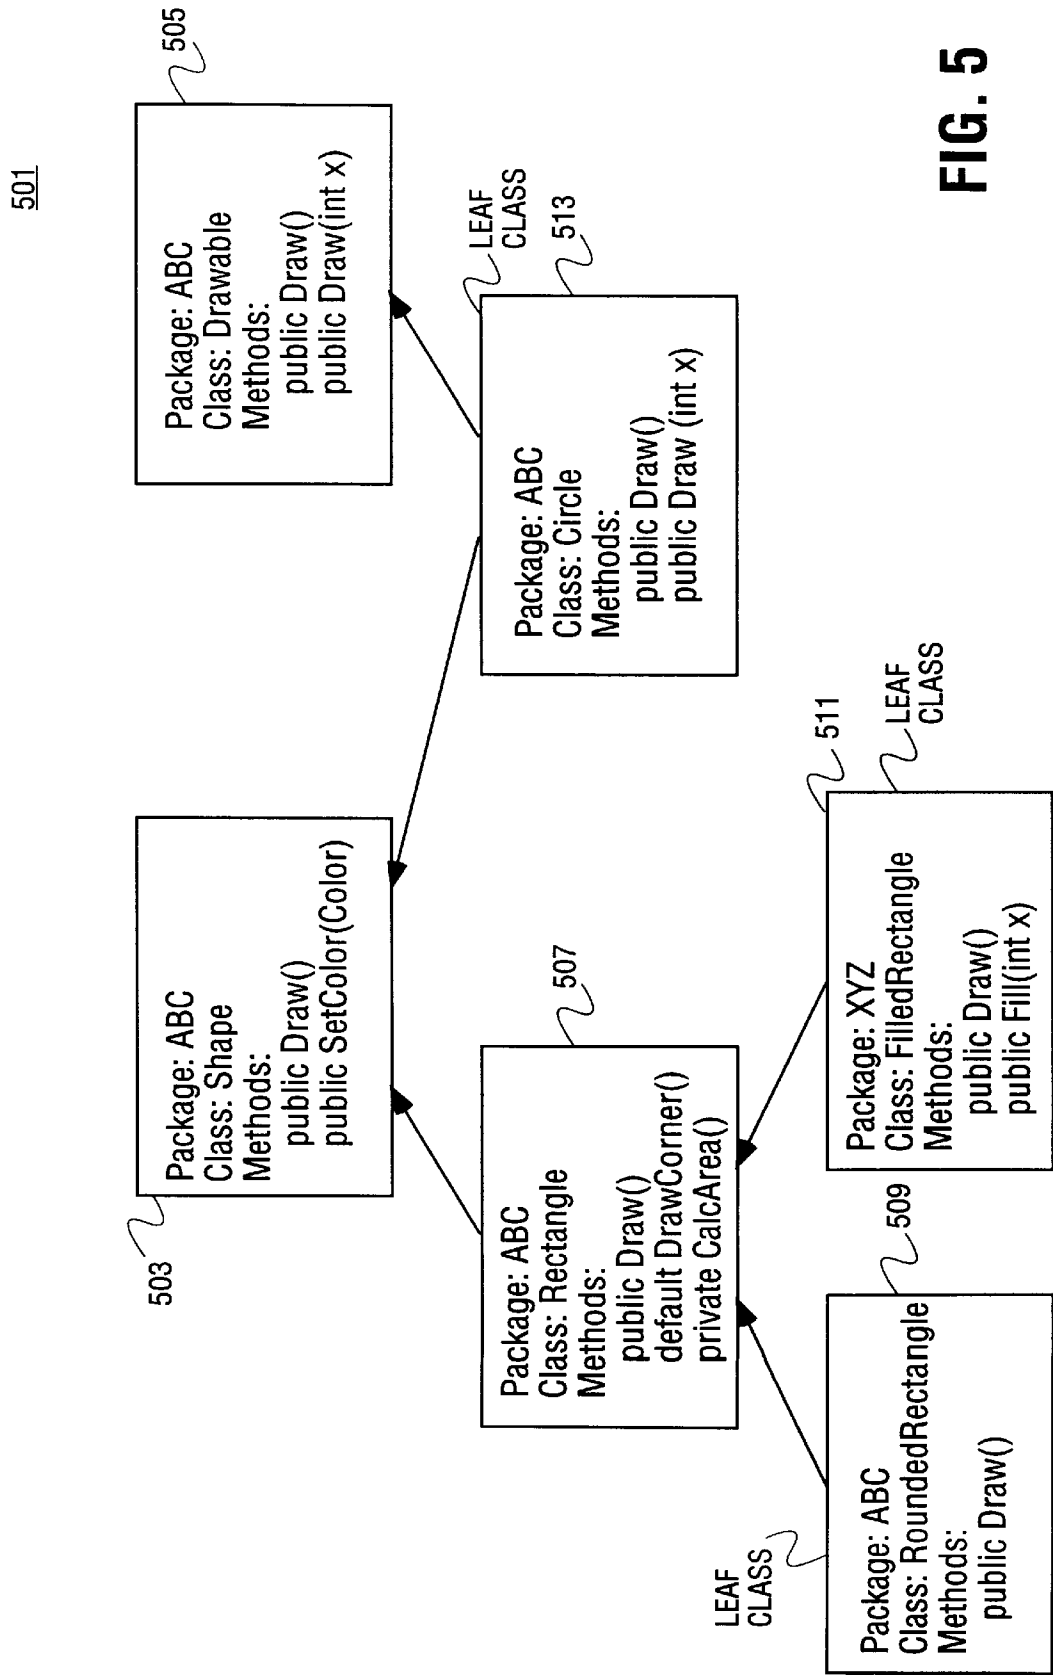 501
503
Package: ABC
Class: Shape
Methods:
public Draw()
public SetColor(Color)
505
Package: ABC
Class: Drawable
Methods:
public Draw()
public Draw(int x)
507
Package: ABC
Class: Rectangle
Methods:
public Draw()
default DrawCorner()
private CalcArea()
LEAF
CLASS
513
Package: ABC
Class: Circle
Methods:
public Draw()
public Draw (int x)
LEAF
CLASS
509
Package: ABC
Class: RoundedRectangle
Methods:
public Draw()
511
LEAF
CLASS
Package: XYZ
Class: FilledRectangle
Methods:
public Draw()
public Fill(int x)
FIG. 5